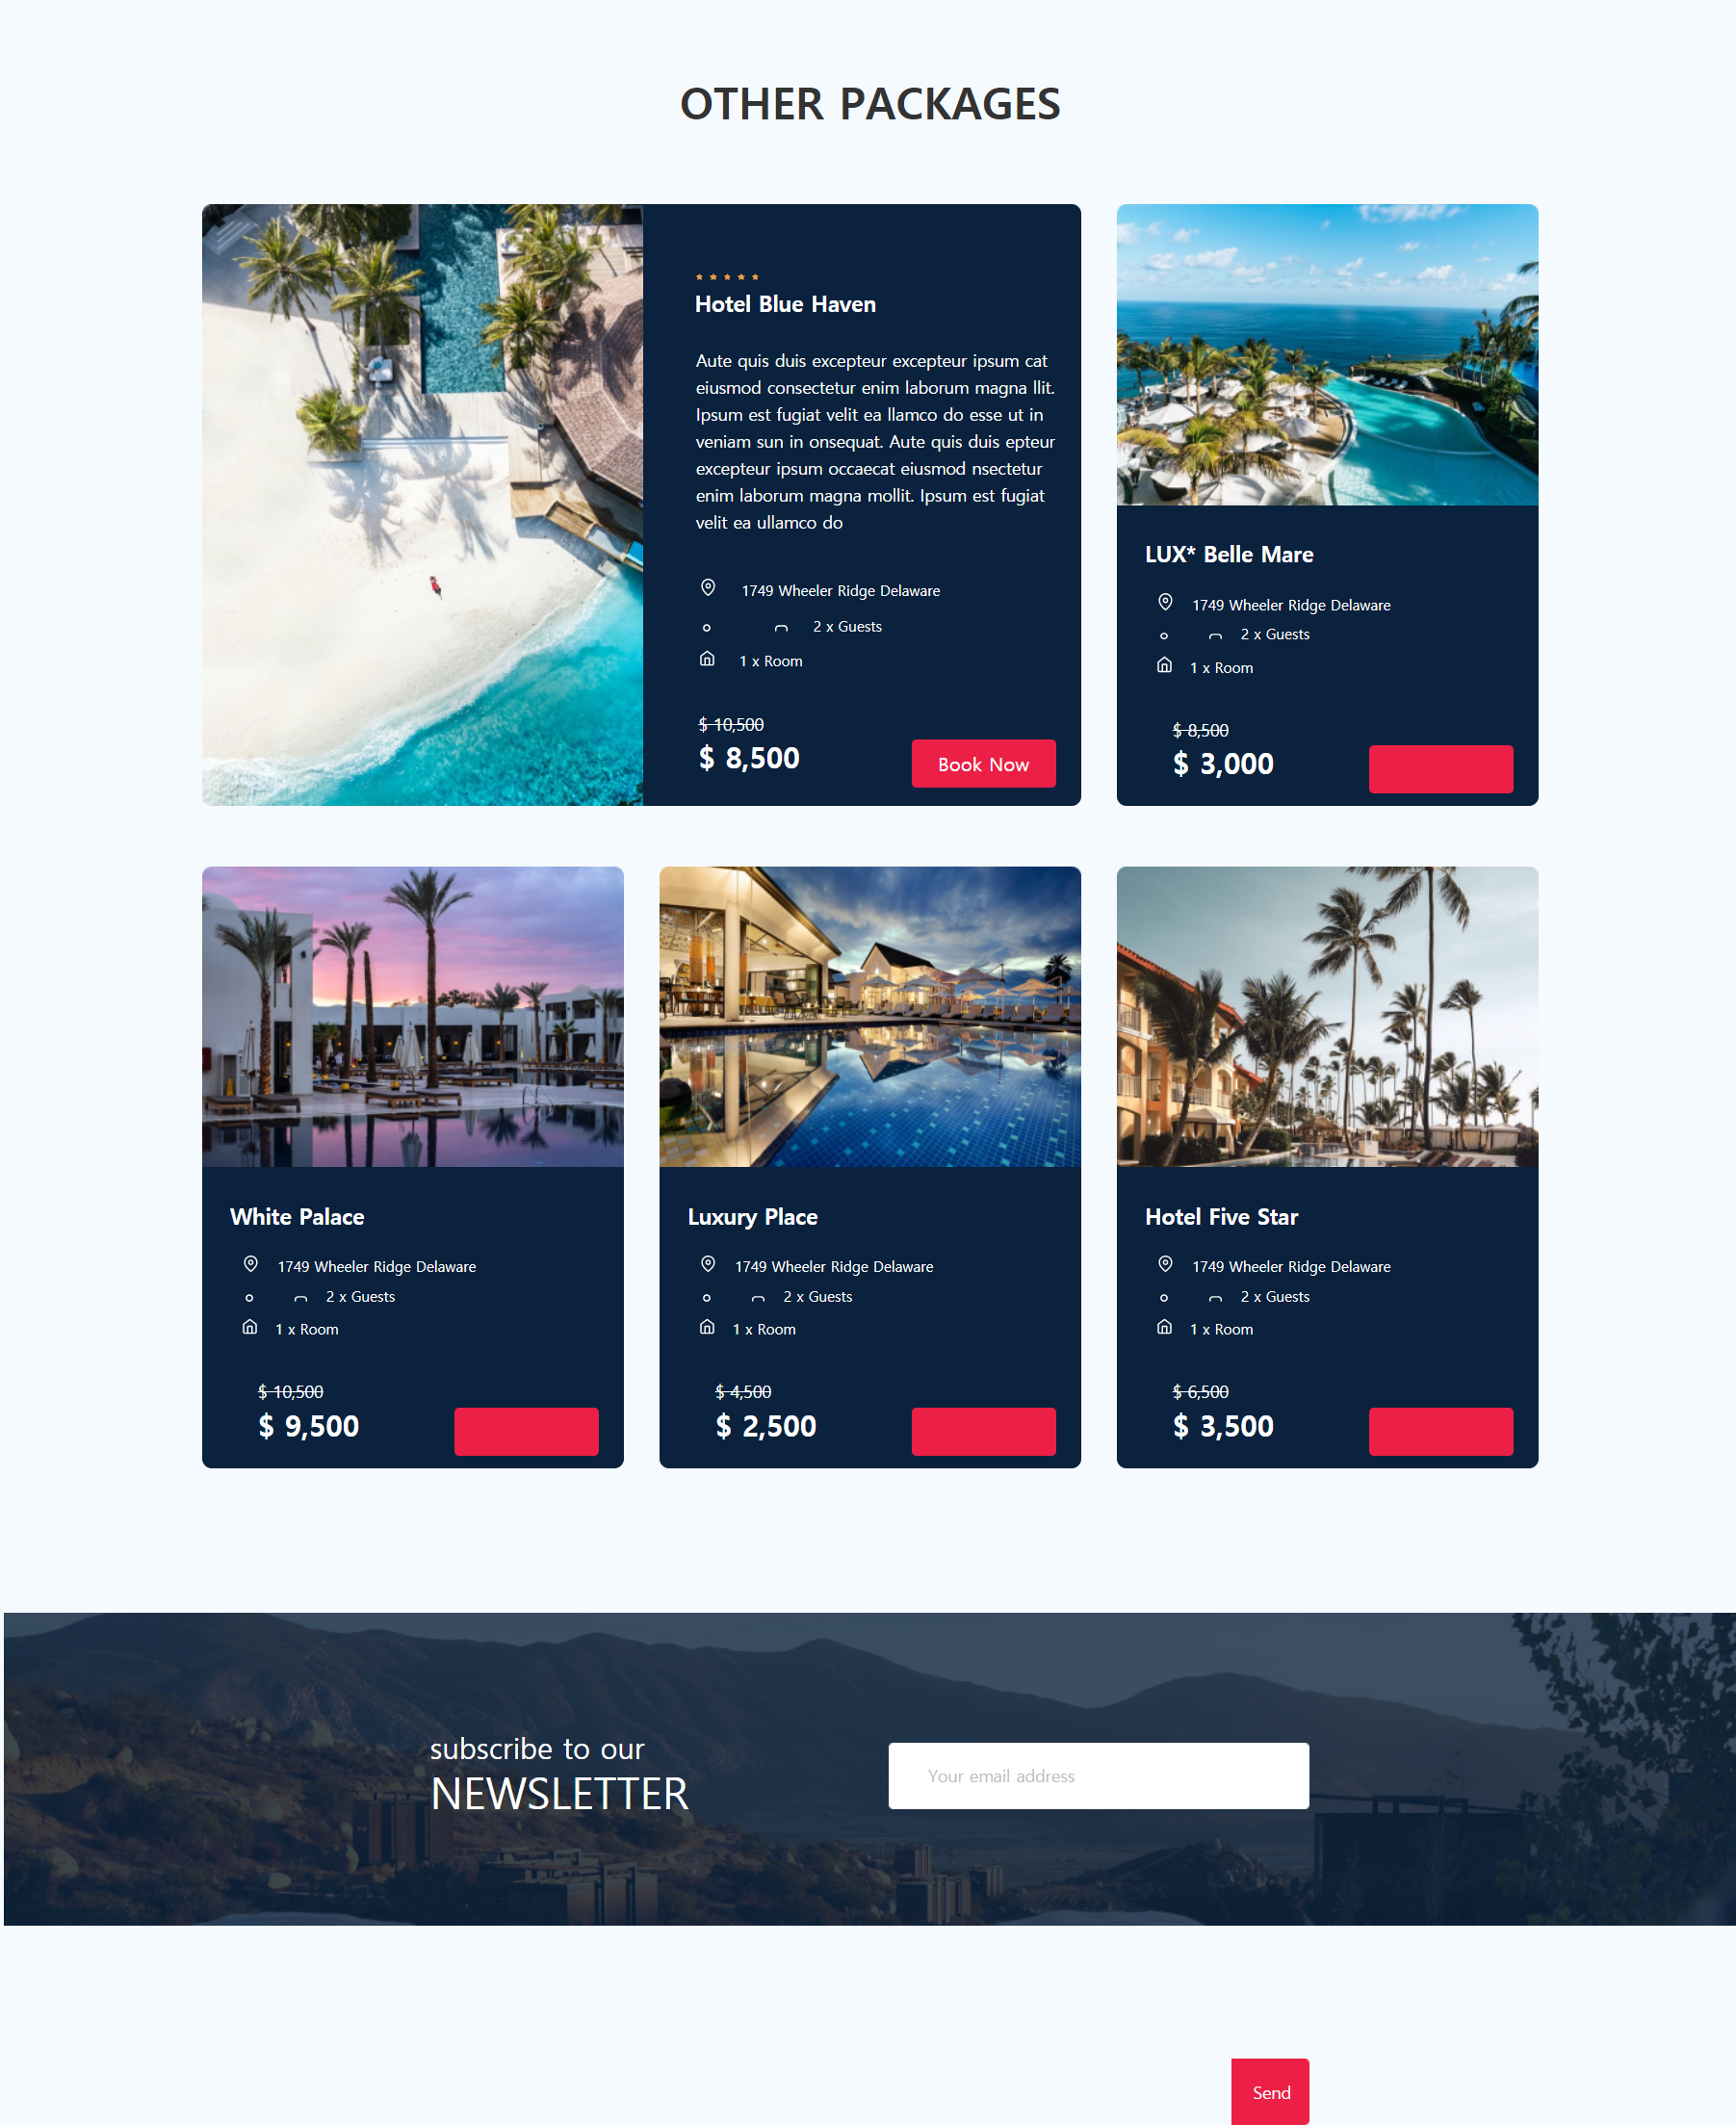 OTHER PACKAGES
Hotel Blue Haven
Aute quis duis excepteur excepteur ipsum cat
eiusmod consectetur enim laborum magna llit.
Ipsum est fugiat velit ea llamco do esse ut in
veniam sun in onsequat. Aute quis duis epteur
excepteur ipsum occaecat eiusmod nsectetur
enim laborum magna mollit. Ipsum est fugiat
velit ea ullamco do
1749 Wheeler Ridge Delaware
2 x Guests
1 x Room
$ 10,500
$ 8,500
Book Now
LUX* Belle Mare
1749 Wheeler Ridge Delaware
2 x Guests
1 x Room
$ 8,500
$ 3,000
White Palace
1749 Wheeler Ridge Delaware
2 x Guests
1 x Room
$ 10,500
$ 9,500
Luxury Place
1749 Wheeler Ridge Delaware
2 x Guests
1 x Room
$ 4,500
$ 2,500
Hotel Five Star
1749 Wheeler Ridge Delaware
2 x Guests
1 x Room
$ 6,500
$ 3,500
subscribe to our
NEWSLETTER
Your email address
Send